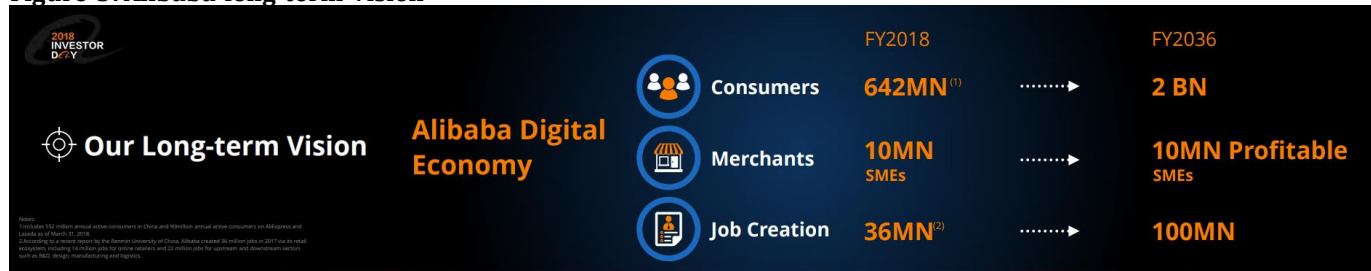 2018
INVESTOR
D@Y
Our Long-term Vision
Alibaba Digital
Economy
FY2018
FY2036
Consumers
642MN(1)
2 BN
Merchants
10MN
SMEs
10MN Profitable
SMEs
Job Creation
36MN(2)
100MN
Notes:
1.Includes 552 million annual active consumers in China and 90million annual active consumers on AliExpress and
Lazada as of March 31, 2018.
2.According to a recent report by the Renmin University of China, Alibaba created 36 million jobs in 2017 via its retail
ecosystem, including 14 million jobs for online retailers and 22 million jobs for upstream and downstream sectors
such as R&D, design, manufacturing and logistics.